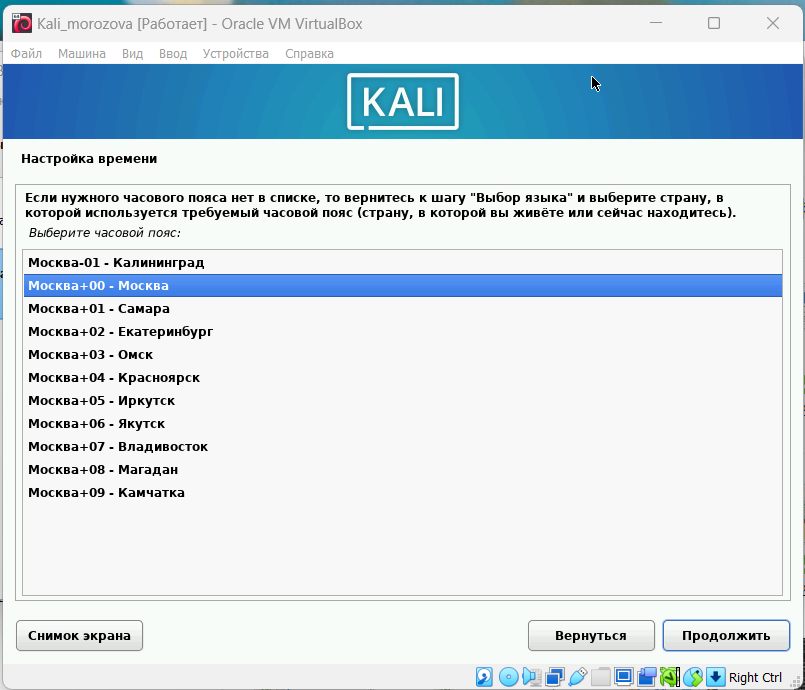 Kali_morozova [Работает] - Oracle VM VirtualBox
Файл Машина Вид Ввод Устройства Справка
KALI
Настройка времени
Если нужного часового пояса нет в списке, то вернитесь к шагу "Выбор языка" и выберите страну, в
которой используется требуемый часовой пояс (страну, в которой вы живёте или сейчас находитесь).
Выберите часовой пояс:
Москва-01 - Калининград
Москва+00 - Москва
Москва+01 - Самара
Москва+02 - Екатеринбург
Москва+03 - Омск
Москва+04 - Красноярск
Москва+05 - Иркутск
Москва+06 - Якутск
Москва+07 - Владивосток
Москва+08 - Магадан
Москва+09 - Камчатка
Снимок экрана Вернуться Продолжить
Right Ctrl